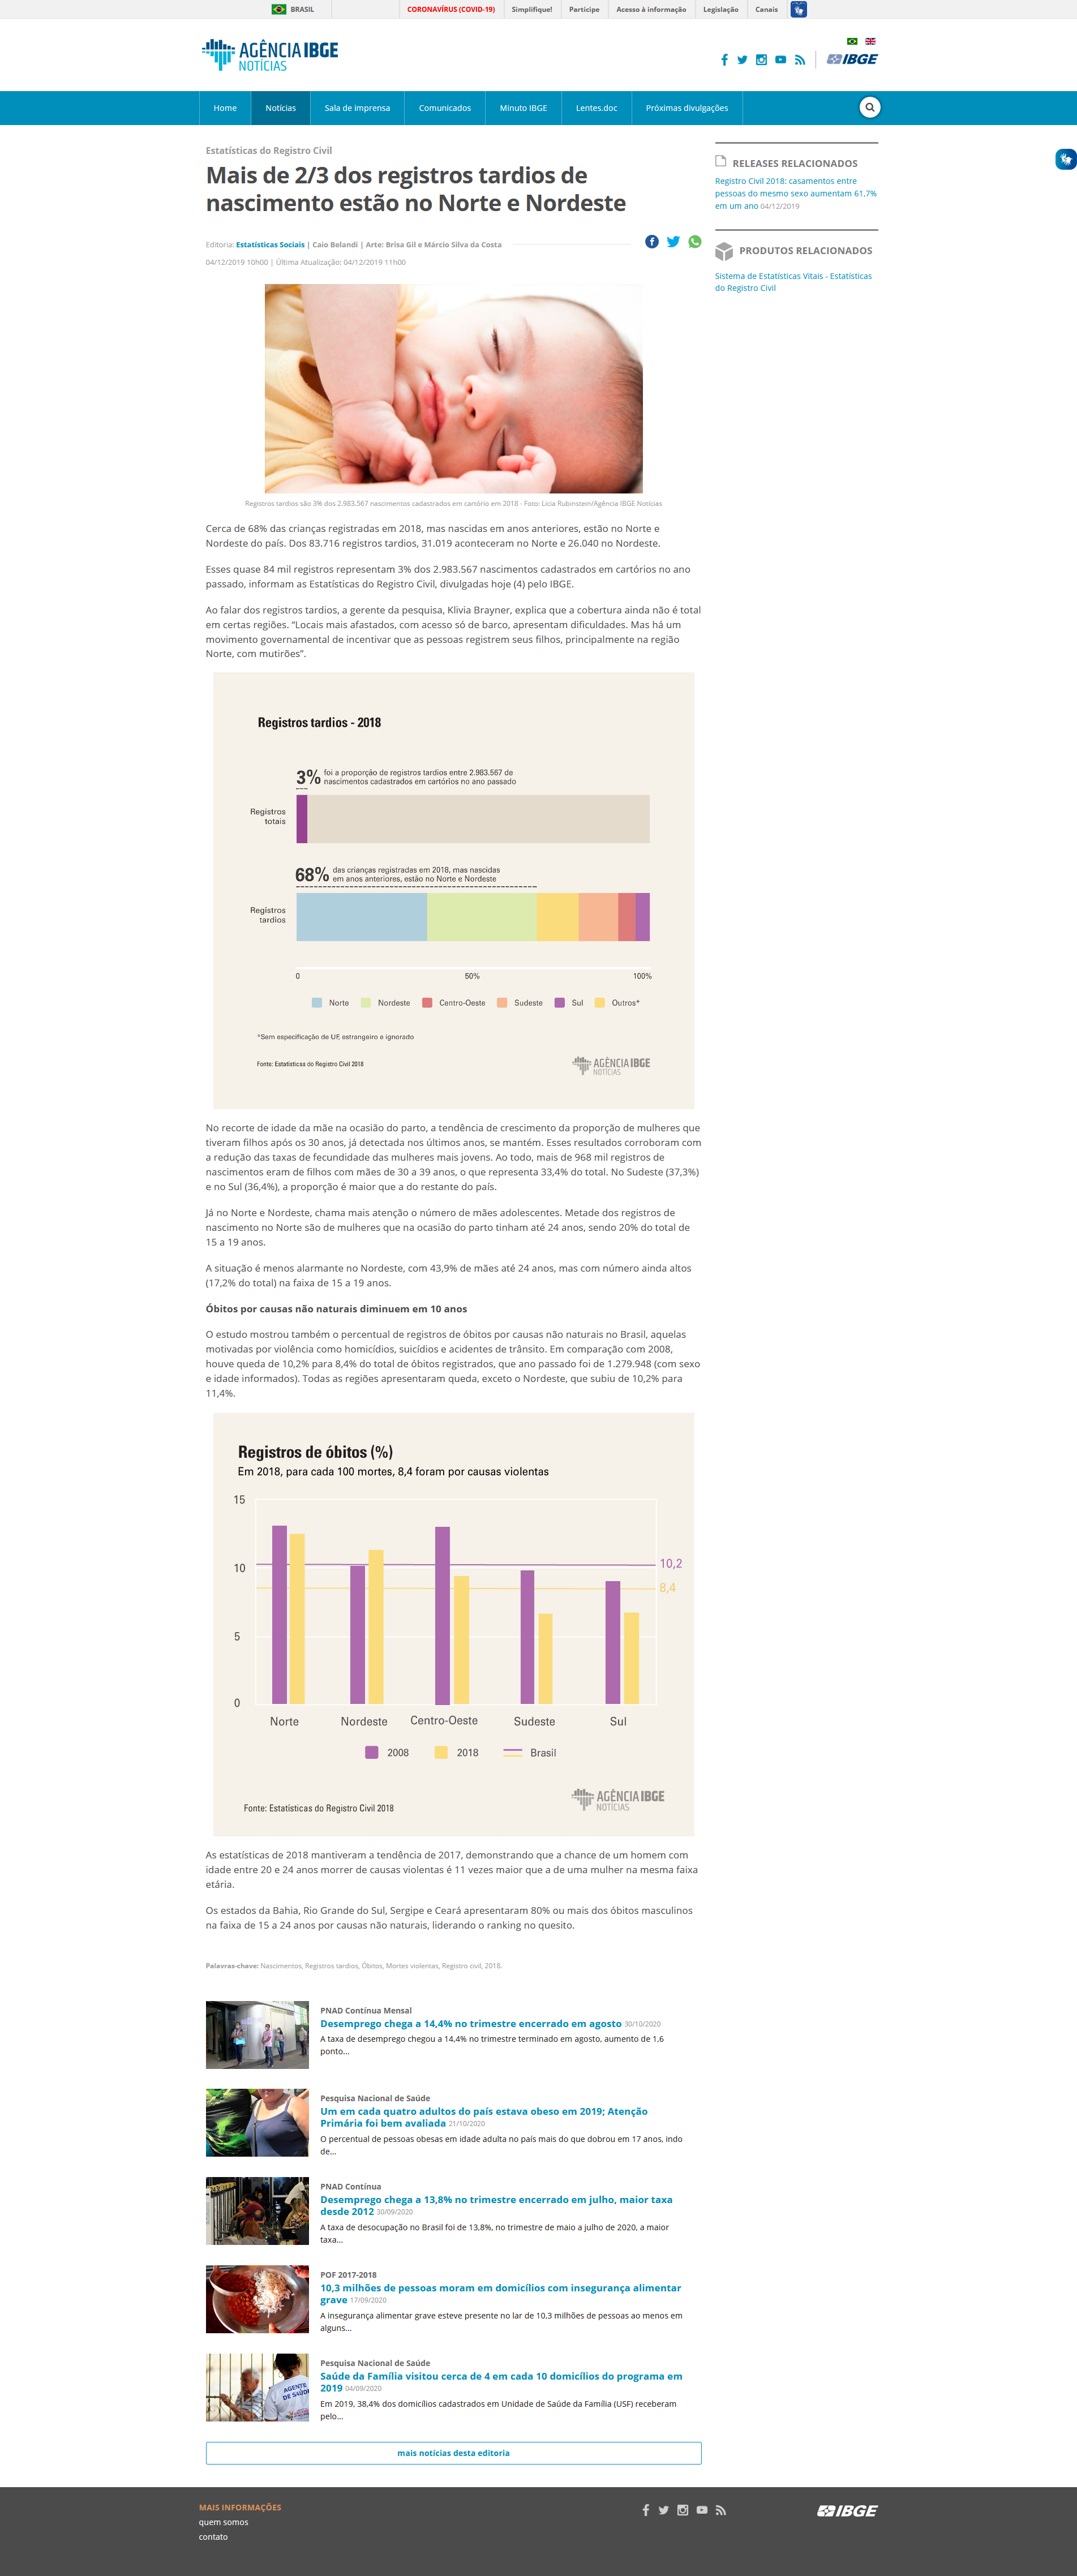 BRASIL
CORONAVÍRUS (COVID-19)
Simplifique!
Participe
Acesso à informação
Legislação
Canais
AGÊNCIA IBGE
NOTÍCIAS
IBGE
Home
Notícias
Sala de imprensa
Comunicados
Minuto IBGE
Lentes.doc
Próximas divulgações
Estatísticas do Registro Civil
Mais de 2/3 dos registros tardios de
nascimento estão no Norte e Nordeste
Editoria: Estatísticas Sociais | Caio Belandi | Arte: Brisa Gil e Márcio Silva da Costa
04/12/2019 10h00 | Última Atualização: 04/12/2019 11h00
RELEASES RELACIONADOS
Registro Civil 2018: casamentos entre
pessoas do mesmo sexo aumentam 61,7%
em um ano 04/12/2019
PRODUTOS RELACIONADOS
Sistema de Estatísticas Vitais - Estatísticas
do Registro Civil
Registros tardios são 3% dos 2.983.567 nascimentos cadastrados em cartório em 2018 - Foto: Licia Rubinstein/Agência IBGE Notícias
Cerca de 68% das crianças registradas em 2018, mas nascidas em anos anteriores, estão no Norte e
Nordeste do país. Dos 83.716 registros tardios, 31.019 aconteceram no Norte e 26.040 no Nordeste.
Esses quase 84 mil registros representam 3% dos 2.983.567 nascimentos cadastrados em cartórios no ano
passado, informam as Estatísticas do Registro Civil, divulgadas hoje (4) pelo IBGE.
Ao falar dos registros tardios, a gerente da pesquisa, Klivia Brayner, explica que a cobertura ainda não é total
em certas regiões. “Locais mais afastados, com acesso só de barco, apresentam dificuldades. Mas há um
movimento governamental de incentivar que as pessoas registrem seus filhos, principalmente na região
Norte, com mutirões”.
Registros tardios - 2018
3% foi a proporção de registros tardios entre 2.983.567 de
nascimentos cadastrados em cartórios no ano passado
Registros
totais
68% das crianças registradas em 2018, mas nascidas
em anos anteriores, estão no Norte e Nordeste
Registros
tardios
0 50% 100%
Norte Nordeste Centro-Oeste Sudeste Sul Outros*
*Sem especificação de UF, estrangeiro e ignorado
Fonte: Estatísticas do Registro Civil 2018
AGÊNCIA IBGE
NOTÍCIAS
No recorte de idade da mãe na ocasião do parto, a tendência de crescimento da proporção de mulheres que
tiveram filhos após os 30 anos, já detectada nos últimos anos, se mantém. Esses resultados corroboram com
a redução das taxas de fecundidade das mulheres mais jovens. Ao todo, mais de 968 mil registros de
nascimentos eram de filhos com mães de 30 a 39 anos, o que representa 33,4% do total. No Sudeste (37,3%)
e no Sul (36,4%), a proporção é maior que a do restante do país.
Já no Norte e Nordeste, chama mais atenção o número de mães adolescentes. Metade dos registros de
nascimento no Norte são de mulheres que na ocasião do parto tinham até 24 anos, sendo 20% do total de
15 a 19 anos.
A situação é menos alarmante no Nordeste, com 43,9% de mães até 24 anos, mas com número ainda altos
(17,2% do total) na faixa de 15 a 19 anos.
Óbitos por causas não naturais diminuem em 10 anos
O estudo mostrou também o percentual de registros de óbitos por causas não naturais no Brasil, aquelas
motivadas por violência como homicídios, suicídios e acidentes de trânsito. Em comparação com 2008,
houve queda de 10,2% para 8,4% do total de óbitos registrados, que ano passado foi de 1.279.948 (com sexo
e idade informados). Todas as regiões apresentaram queda, exceto o Nordeste, que subiu de 10,2% para
11,4%.
Registros de óbitos (%)
Em 2018, para cada 100 mortes, 8,4 foram por causas violentas
15
10
5
0
10,2
8,4
Norte Nordeste Centro-Oeste Sudeste Sul
2008 2018 Brasil
Fonte: Estatísticas do Registro Civil 2018
AGÊNCIA IBGE
NOTÍCIAS
As estatísticas de 2018 mantiveram a tendência de 2017, demonstrando que a chance de um homem com
idade entre 20 e 24 anos morrer de causas violentas é 11 vezes maior que a de uma mulher na mesma faixa
etária.
Os estados da Bahia, Rio Grande do Sul, Sergipe e Ceará apresentaram 80% ou mais dos óbitos masculinos
na faixa de 15 a 24 anos por causas não naturais, liderando o ranking no quesito.
Palavras-chave: Nascimentos, Registros tardios, Óbitos, Mortes violentas, Registro civil, 2018.
PNAD Contínua Mensal
Desemprego chega a 14,4% no trimestre encerrado em agosto 30/10/2020
A taxa de desemprego chegou a 14,4% no trimestre terminado em agosto, aumento de 1,6
ponto...
Pesquisa Nacional de Saúde
Um em cada quatro adultos do país estava obeso em 2019; Atenção
Primária foi bem avaliada 21/10/2020
O percentual de pessoas obesas em idade adulta no país mais do que dobrou em 17 anos, indo
de...
PNAD Contínua
Desemprego chega a 13,8% no trimestre encerrado em julho, maior taxa
desde 2012 30/09/2020
A taxa de desocupação no Brasil foi de 13,8%, no trimestre de maio a julho de 2020, a maior
taxa...
POF 2017-2018
10,3 milhões de pessoas moram em domicílios com insegurança alimentar
grave 17/09/2020
A insegurança alimentar grave esteve presente no lar de 10,3 milhões de pessoas ao menos em
alguns...
AGENTE
DE SAÚDE
Pesquisa Nacional de Saúde
Saúde da Família visitou cerca de 4 em cada 10 domicílios do programa em
2019 04/09/2020
Em 2019, 38,4% dos domicílios cadastrados em Unidade de Saúde da Família (USF) receberam
pelo...
mais notícias desta editoria
MAIS INFORMAÇÕES
quem somos
contato
IBGE